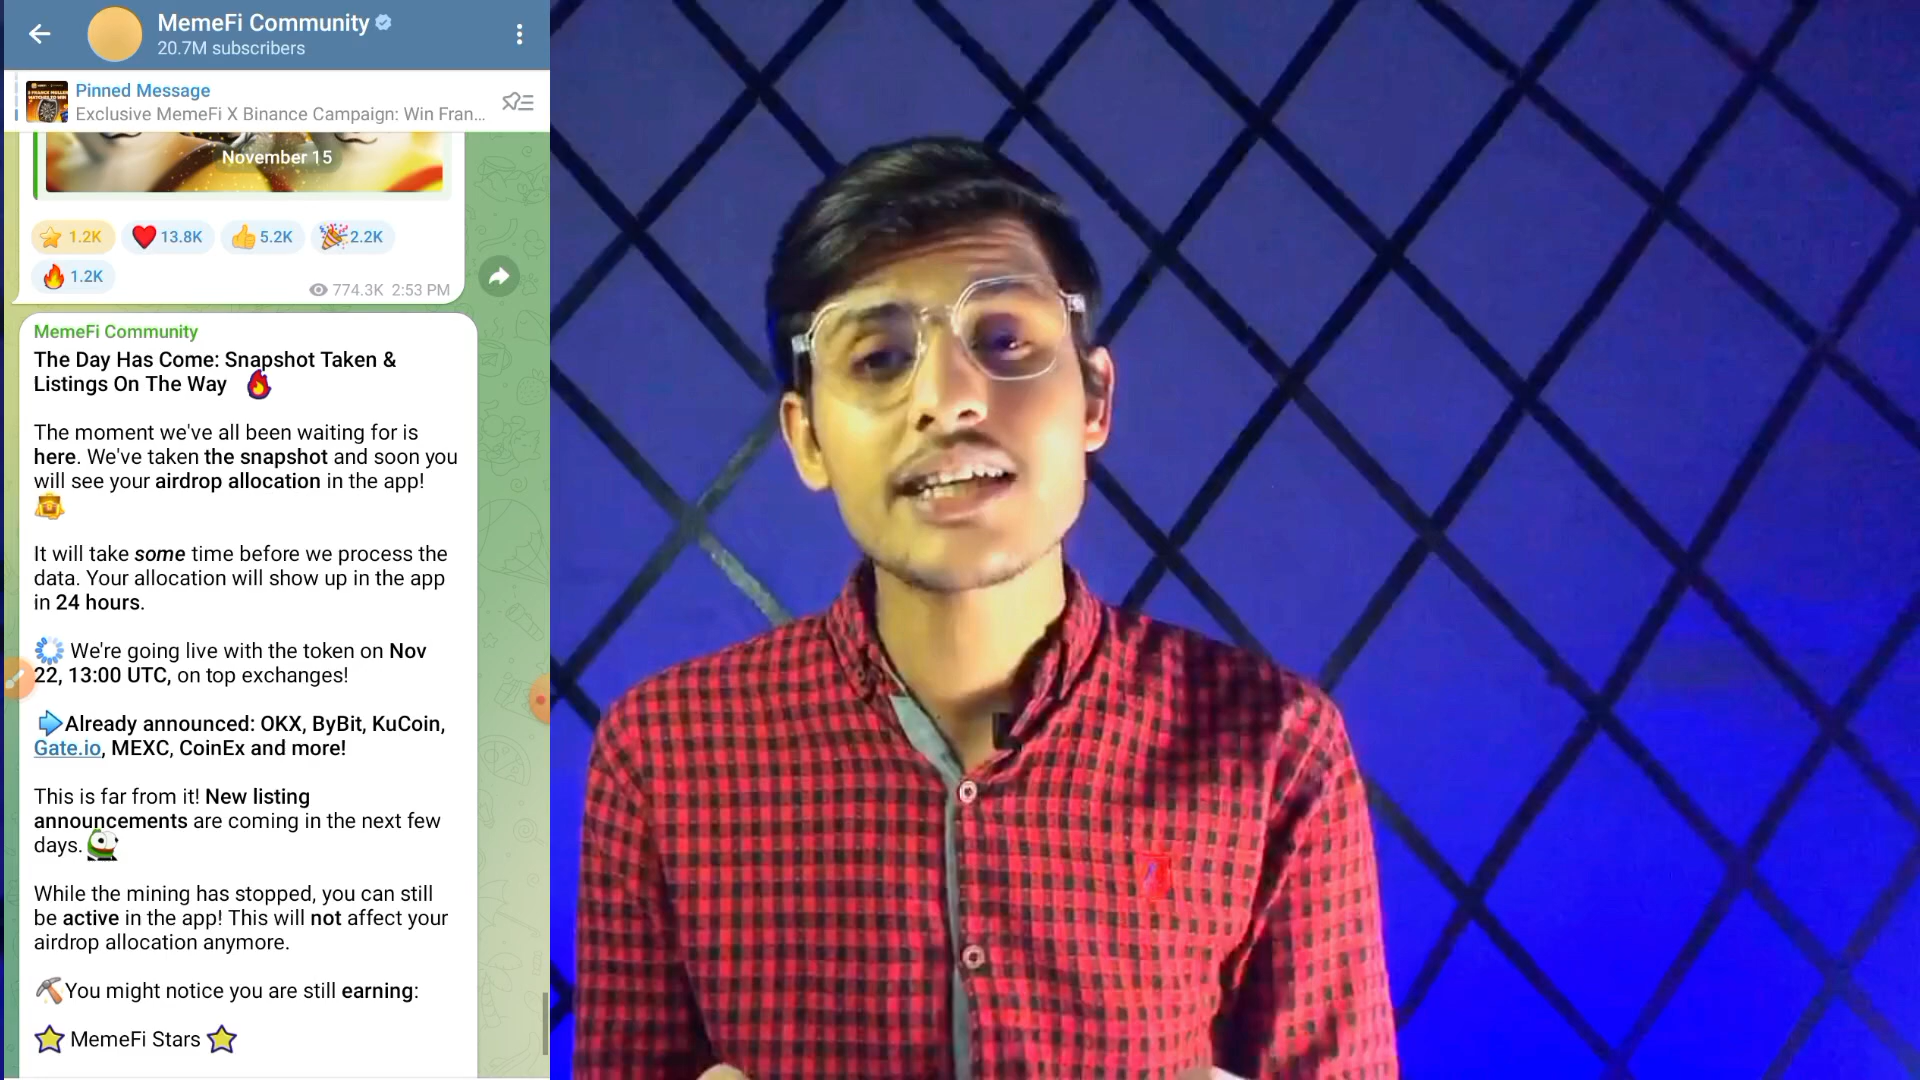 MemeFi Community
20.7M subscribers
Pinned Message
Exclusive MemeFi X Binance Campaign: Win Fran...
November 15
1.2K 13.8K 5.2K 2.2K
1.2K
774.3K 2:53 PM
MemeFi Community
The Day Has Come: Snapshot Taken &
Listings On The Way
The moment we've all been waiting for is
here. We've taken the snapshot and soon you
will see your airdrop allocation in the app!
It will take some time before we process the
data. Your allocation will show up in the app
in 24 hours.
We're going live with the token on Nov
22, 13:00 UTC, on top exchanges!
Already announced: OKX, ByBit, KuCoin,
Gate.io, MEXC, CoinEx and more!
This is far from it! New listing
announcements are coming in the next few
days.
While the mining has stopped, you can still
be active in the app! This will not affect your
airdrop allocation anymore.
You might notice you are still earning:
MemeFi Stars